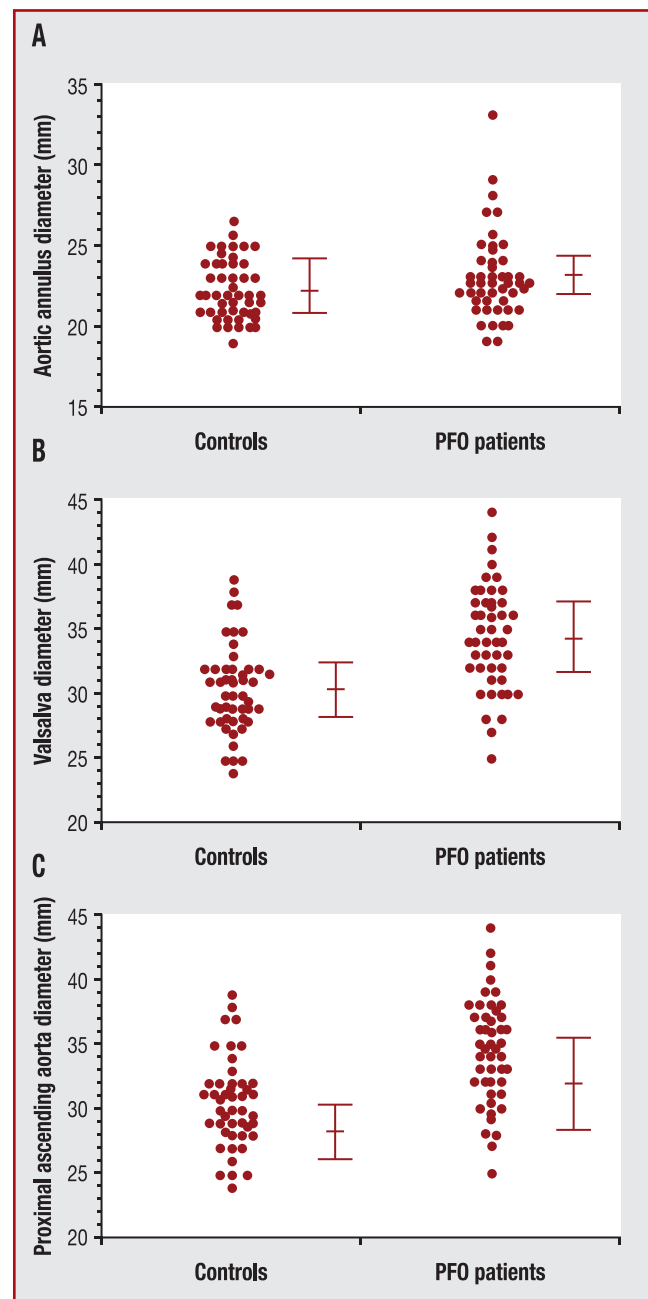 A
Aortic annulus diameter (mm)
35
30
25
20
15
Controls PFO patients
B
Valsalva diameter (mm)
45
40
35
30
25
20
Controls PFO patients
C
Proximal ascending aorta diameter (mm)
45
40
35
30
25
20
Controls PFO patients